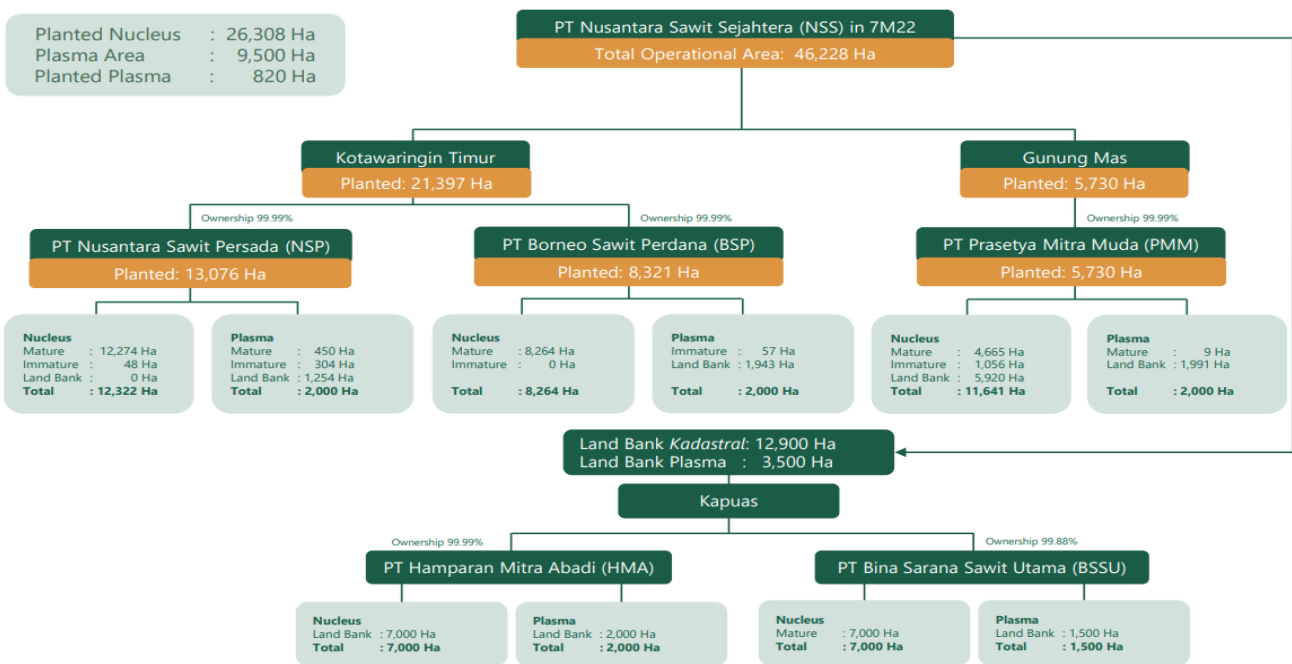 Planted Nucleus : 26,308 Ha
Plasma Area : 9,500 Ha
Planted Plasma : 820 Ha
PT Nusantara Sawit Sejahtera (NSS) in 7M22
Total Operational Area: 46,228 Ha
Kotawaringin Timur
Planted: 21,397 Ha
Gunung Mas
Planted: 5,730 Ha
Ownership 99.99%
PT Nusantara Sawit Persada (NSP)
Planted: 13,076 Ha
Ownership 99.99%
PT Borneo Sawit Perdana (BSP)
Planted: 8,321 Ha
Ownership 99.99%
PT Prasetya Mitra Muda (PMM)
Planted: 5,730 Ha
Nucleus
Mature : 12,274 Ha
Immature : 48 Ha
Land Bank : 0 Ha
Total : 12,322 Ha
Plasma
Mature : 450 Ha
Immature : 304 Ha
Land Bank : 1,254 Ha
Total : 2,000 Ha
Nucleus
Mature : 8,264 Ha
Immature : 0 Ha
Total : 8,264 Ha
Plasma
Immature : 57 Ha
Land Bank : 1,943 Ha
Total : 2,000 Ha
Nucleus
Mature : 4,665 Ha
Immature : 1,056 Ha
Land Bank : 5,920 Ha
Total : 11,641 Ha
Plasma
Mature : 9 Ha
Land Bank : 1,991 Ha
Total : 2,000 Ha
Land Bank Kadastral: 12,900 Ha
Land Bank Plasma : 3,500 Ha
Kapuas
Ownership 99.99%
PT Hamparan Mitra Abadi (HMA)
Ownership 99.88%
PT Bina Sarana Sawit Utama (BSSU)
Nucleus
Land Bank : 7,000 Ha
Total : 7,000 Ha
Plasma
Land Bank : 2,000 Ha
Total : 2,000 Ha
Nucleus
Mature : 7,000 Ha
Total : 7,000 Ha
Plasma
Land Bank : 1,500 Ha
Total : 1,500 Ha